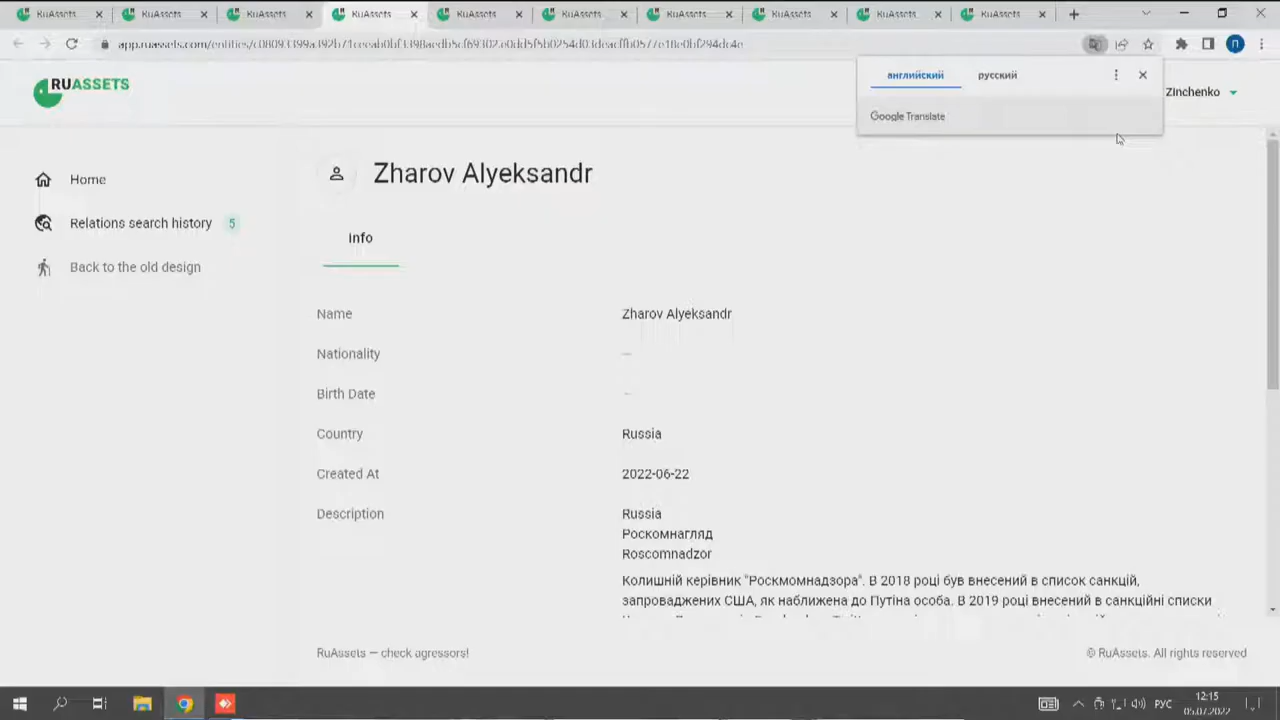 RuAssets RuAssets RuAssets RuAssets RuAssets RuAssets RuAssets RuAssets RuAssets RuAssets
английский русский
Google Translate
RUASSETS
Zinchenko
Home
Relations search history 5
Back to the old design
Zharov Alyeksandr
Info
Name Zharov Alyeksandr
Nationality —
Birth Date —
Country Russia
Created At 2022-06-22
Description Russia
Роскомнагляд
Roscomnadzor
Колишній керівник "Роскмомнадзора". В 2018 році був внесений в список санкцій,
запроваджених США, як наближена до Путіна особа. В 2019 році внесений в санкційні списки
RuAssets — check agressors!
© RuAssets. All rights reserved
РУС
12:15
05.07.2022